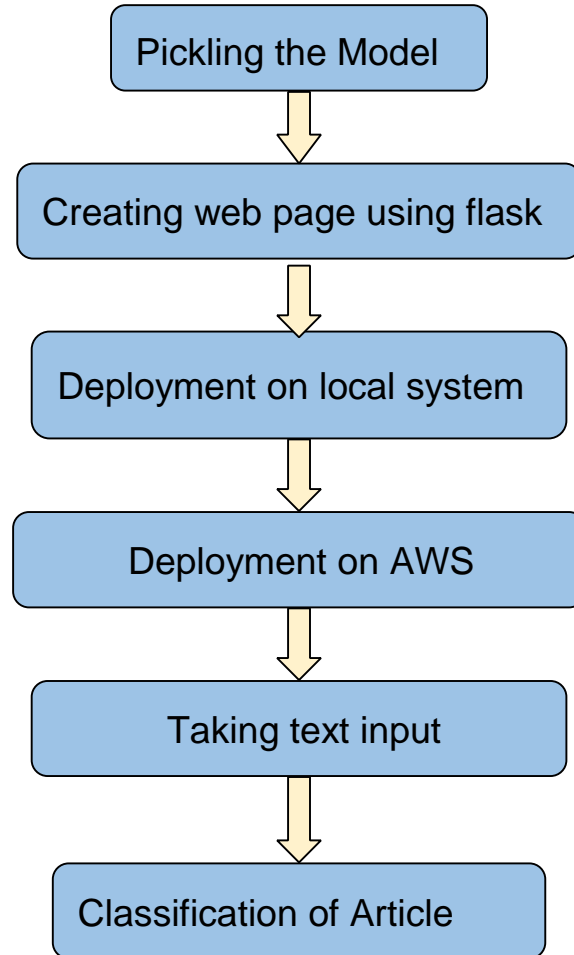 Pickling the Model
Creating web page using flask
Deployment on local system
Deployment on AWS
Taking text input
Classification of Article